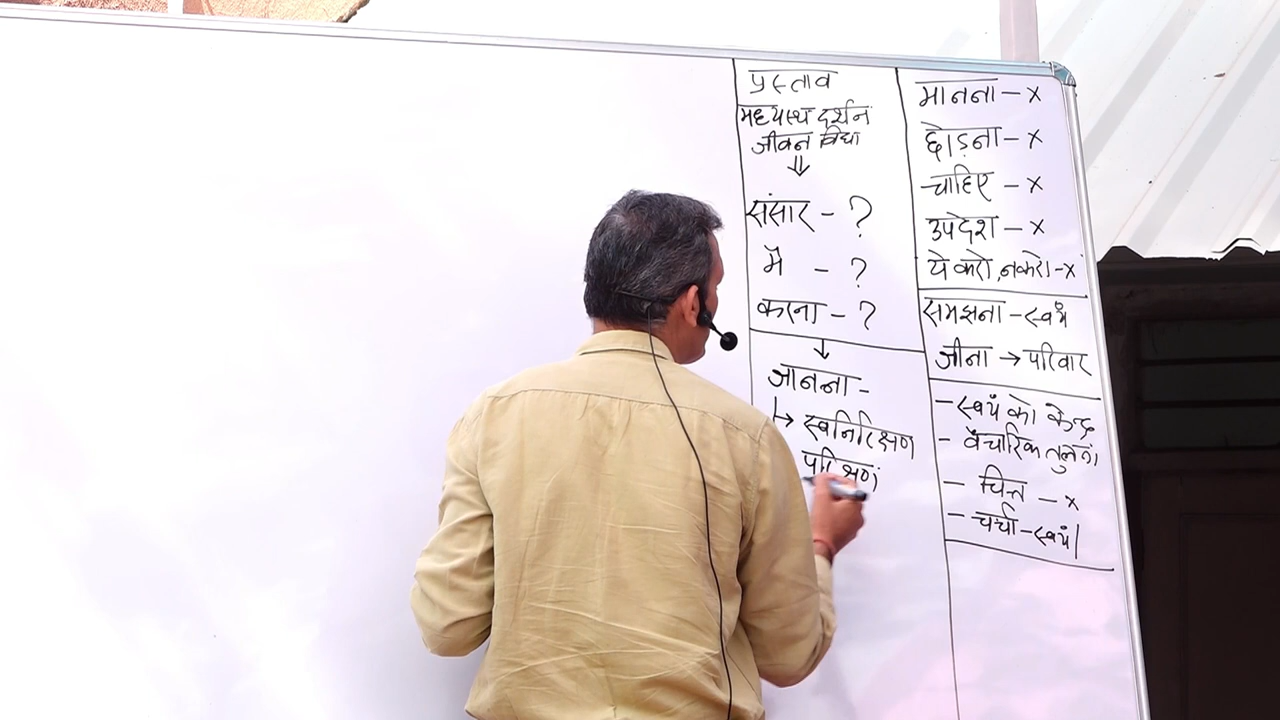 प्रस्ताव
मध्यस्थ दर्शन
जीवन विद्या
⇓
संसार - ?
मै - ?
करना - ?
↓
जानना -
↳ स्वनिरिक्षण
परिक्षण
मानना - x
छोड़ना - x
चाहिए - x
उपदेश - x
ये करो, न करो - x
समझना - स्वयं
जीना → परिवार
- स्वयं को केन्द्र
- वैचारिक तुलना
- चित्त - x
- चर्चा - स्वयं |